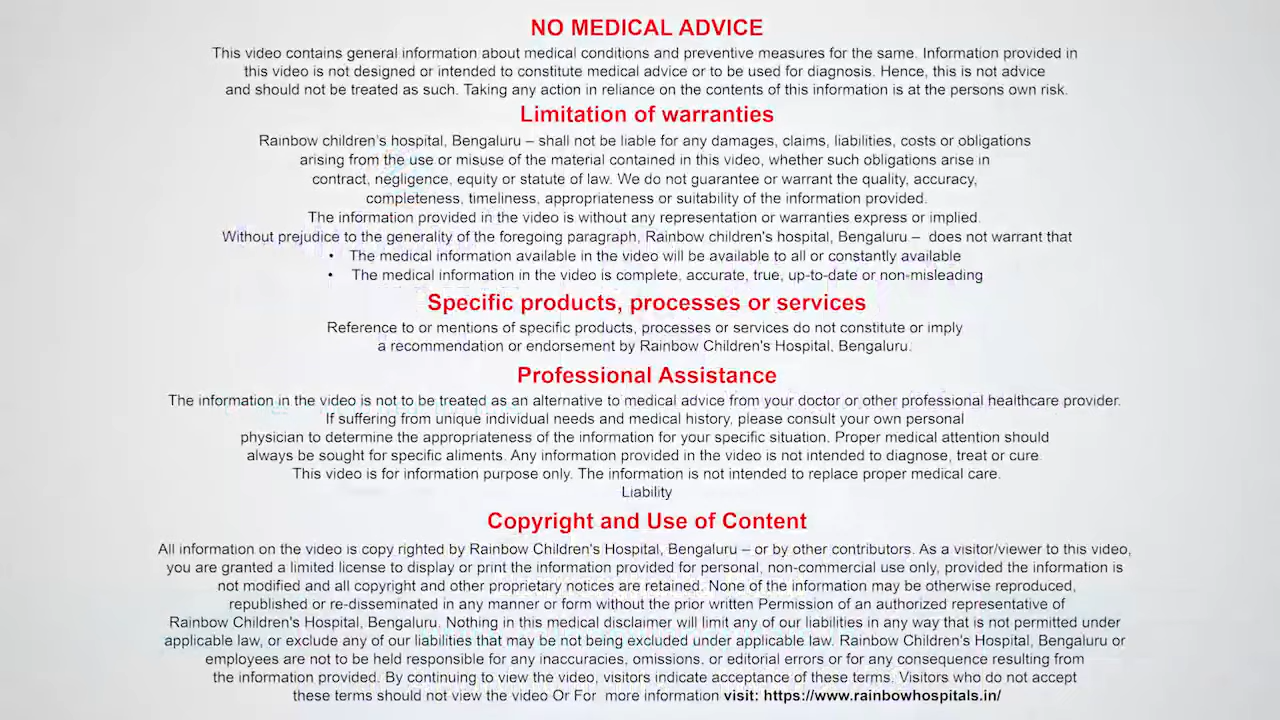 NO MEDICAL ADVICE
This video contains general information about medical conditions and preventive measures for the same. Information provided in
this video is not designed or intended to constitute medical advice or to be used for diagnosis. Hence, this is not advice
and should not be treated as such. Taking any action in reliance on the contents of this information is at the persons own risk.
Limitation of warranties
Rainbow children's hospital, Bengaluru – shall not be liable for any damages, claims, liabilities, costs or obligations
arising from the use or misuse of the material contained in this video, whether such obligations arise in
contract, negligence, equity or statute of law. We do not guarantee or warrant the quality, accuracy,
completeness, timeliness, appropriateness or suitability of the information provided.
The information provided in the video is without any representation or warranties express or implied.
Without prejudice to the generality of the foregoing paragraph, Rainbow children's hospital, Bengaluru – does not warrant that
• The medical information available in the video will be available to all or constantly available
• The medical information in the video is complete, accurate, true, up-to-date or non-misleading
Specific products, processes or services
Reference to or mentions of specific products, processes or services do not constitute or imply
a recommendation or endorsement by Rainbow Children's Hospital, Bengaluru.
Professional Assistance
The information in the video is not to be treated as an alternative to medical advice from your doctor or other professional healthcare provider.
If suffering from unique individual needs and medical history, please consult your own personal
physician to determine the appropriateness of the information for your specific situation. Proper medical attention should
always be sought for specific aliments. Any information provided in the video is not intended to diagnose, treat or cure.
This video is for information purpose only. The information is not intended to replace proper medical care.
Liability
Copyright and Use of Content
All information on the video is copy righted by Rainbow Children's Hospital, Bengaluru – or by other contributors. As a visitor/viewer to this video,
you are granted a limited license to display or print the information provided for personal, non-commercial use only, provided the information is
not modified and all copyright and other proprietary notices are retained. None of the information may be otherwise reproduced,
republished or re-disseminated in any manner or form without the prior written Permission of an authorized representative of
Rainbow Children's Hospital, Bengaluru. Nothing in this medical disclaimer will limit any of our liabilities in any way that is not permitted under
applicable law, or exclude any of our liabilities that may be not being excluded under applicable law. Rainbow Children's Hospital, Bengaluru or
employees are not to be held responsible for any inaccuracies, omissions, or editorial errors or for any consequence resulting from
the information provided. By continuing to view the video, visitors indicate acceptance of these terms. Visitors who do not accept
these terms should not view the video Or For more information visit: https://www.rainbowhospitals.in/